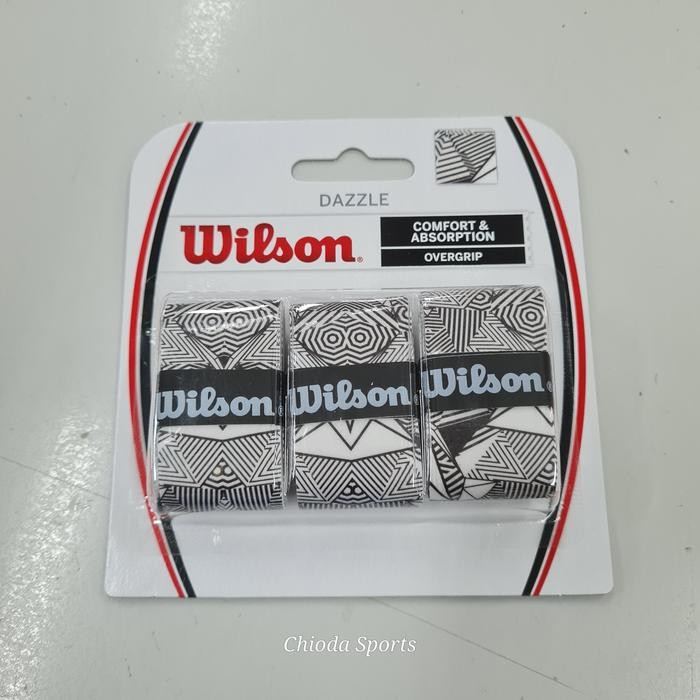 DAZZLE
Wilson®
COMFORT &
ABSORPTION
OVERGRIP
Wilson®
Wilson®
Wilson®
Chioda Sports